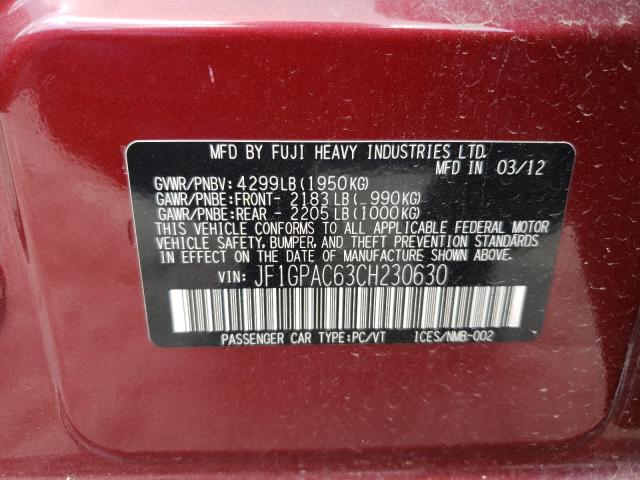 MFD BY FUJI HEAVY INDUSTRIES LTD.
MFD IN 03/12
GVWR/PNBV: 4299LB(1950KG)
GAWR/PNBE:FRONT- 2183 LB( 990KG)
GAWR/PNBE:REAR - 2205 LB(1000KG)
THIS VEHICLE CONFORMS TO ALL APPLICABLE FEDERAL MOTOR
VEHICLE SAFETY, BUMPER, AND THEFT PREVENTION STANDARDS
IN EFFECT ON THE DATE OF MANUFACTURE SHOWN ABOVE.
VIN: JF1GPAC63CH230630
PASSENGER CAR TYPE:PC/VT ICES/NMB-002